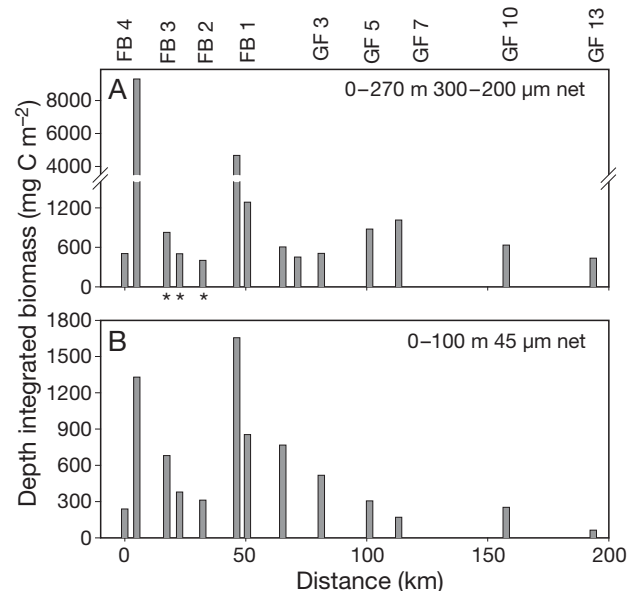 FB 4 FB 3 FB 2 FB 1 GF 3 GF 5 GF 7 GF 10 GF 13
A
0–270 m 300–200 µm net
8000
6000
4000
1200
600
0
* * *
Depth integrated biomass (mg C m⁻²)
1800
B
0–100 m 45 µm net
1500
1200
900
600
300
0
0 50 100 150 200
Distance (km)